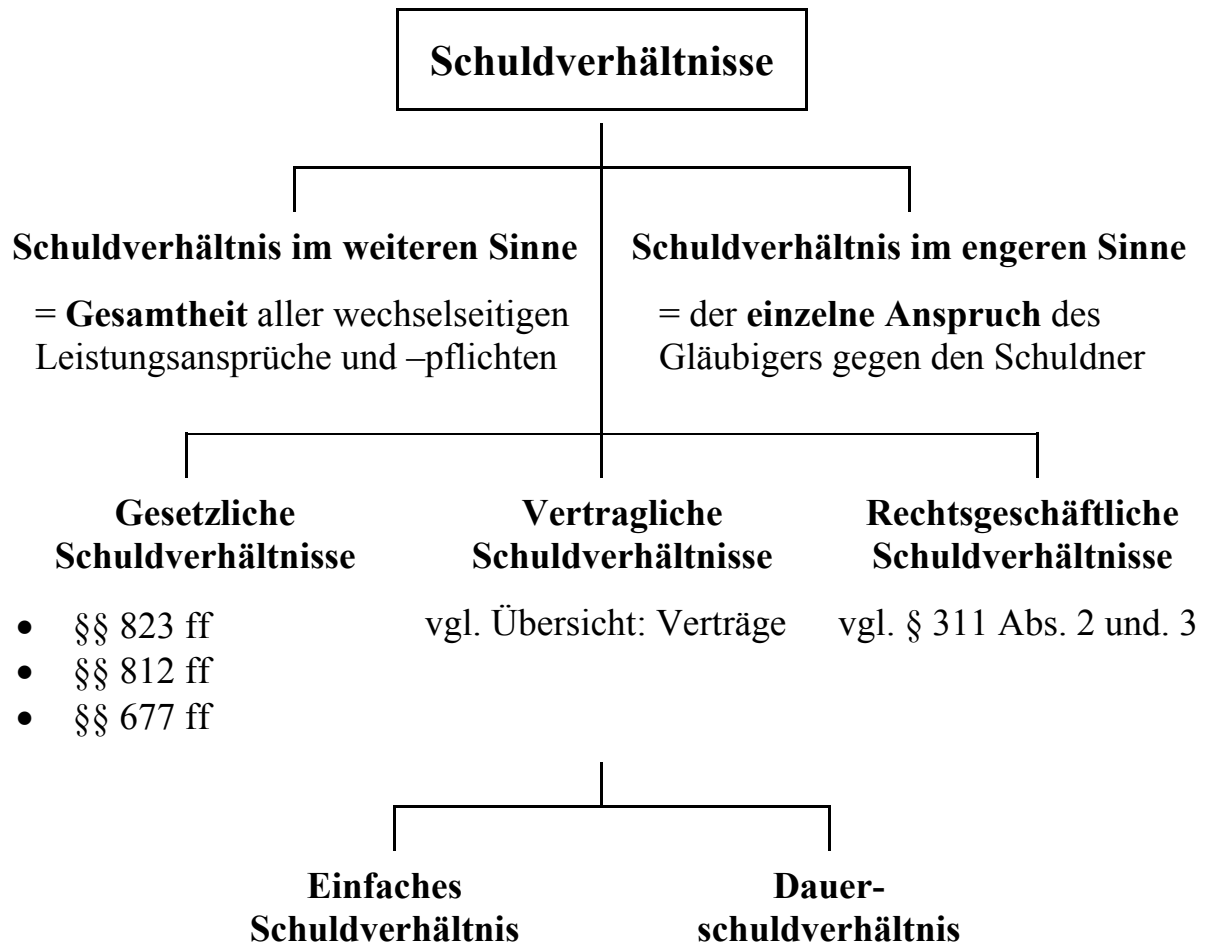 Schuldverhältnisse
Schuldverhältnis im weiteren Sinne
= Gesamtheit aller wechselseitigen
Leistungsansprüche und –pflichten
Schuldverhältnis im engeren Sinne
= der einzelne Anspruch des
Gläubigers gegen den Schuldner
Gesetzliche
Schuldverhältnisse
• §§ 823 ff
• §§ 812 ff
• §§ 677 ff
Vertragliche
Schuldverhältnisse
vgl. Übersicht: Verträge
Rechtsgeschäftliche
Schuldverhältnisse
vgl. § 311 Abs. 2 und. 3
Einfaches
Schuldverhältnis
Dauer-
schuldverhältnis